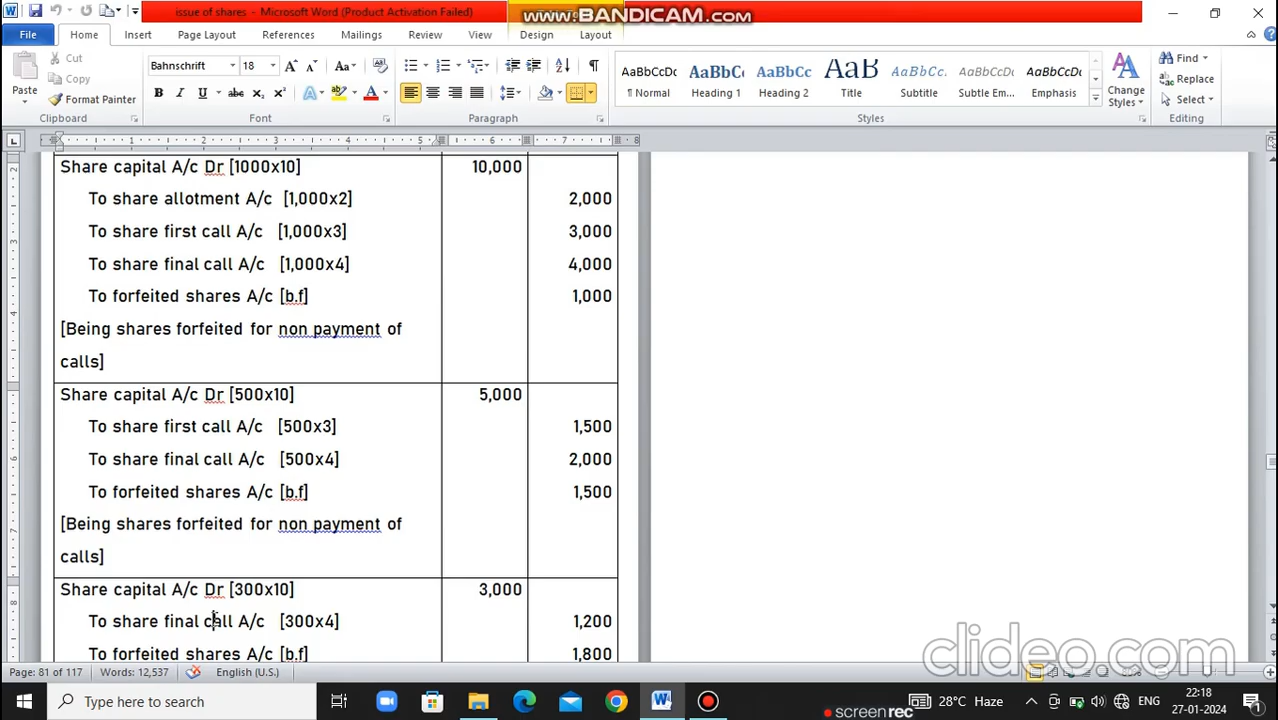 issue of shares - Microsoft Word (Product Activation Failed)
www.BANDICAM.com
File Home Insert Page Layout References Mailings Review View Design Layout
Cut
Copy
Format Painter
Paste
Clipboard
Bahnschrift 18
Font
Paragraph
AaBbCcDc AaBbC AaBbCc AaB AaBbCc. AaBbCcDc AaBbCcDc
¶ Normal Heading 1 Heading 2 Title Subtitle Subtle Em... Emphasis
Styles
Change Styles
Find
Replace
Select
Editing
1 2 3 4 5 6 7 8
Share capital A/c Dr [1000x10] 10,000
To share allotment A/c [1,000x2] 2,000
To share first call A/c [1,000x3] 3,000
To share final call A/c [1,000x4] 4,000
To forfeited shares A/c [b.f] 1,000
[Being shares forfeited for non payment of
calls]
Share capital A/c Dr [500x10] 5,000
To share first call A/c [500x3] 1,500
To share final call A/c [500x4] 2,000
To forfeited shares A/c [b.f] 1,500
[Being shares forfeited for non payment of
calls]
Share capital A/c Dr [300x10] 3,000
To share final call A/c [300x4] 1,200
To forfeited shares A/c [b.f] 1,800
clideo.com
Page: 81 of 117 Words: 12,537 English (U.S.)
Type here to search
28°C Haze
ENG
22:18
27-01-2024
screenrec